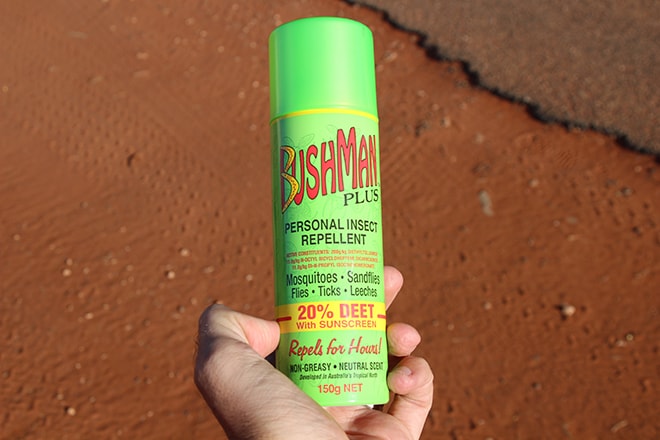 BUSHMAN
PLUS
PERSONAL INSECT
REPELLENT
Mosquitoes • Sandflies
Flies • Ticks • Leeches
20% DEET
With SUNSCREEN
Repels for Hours!
NON-GREASY • NEUTRAL SCENT
Developed in Australia's Tropical North
150g NET